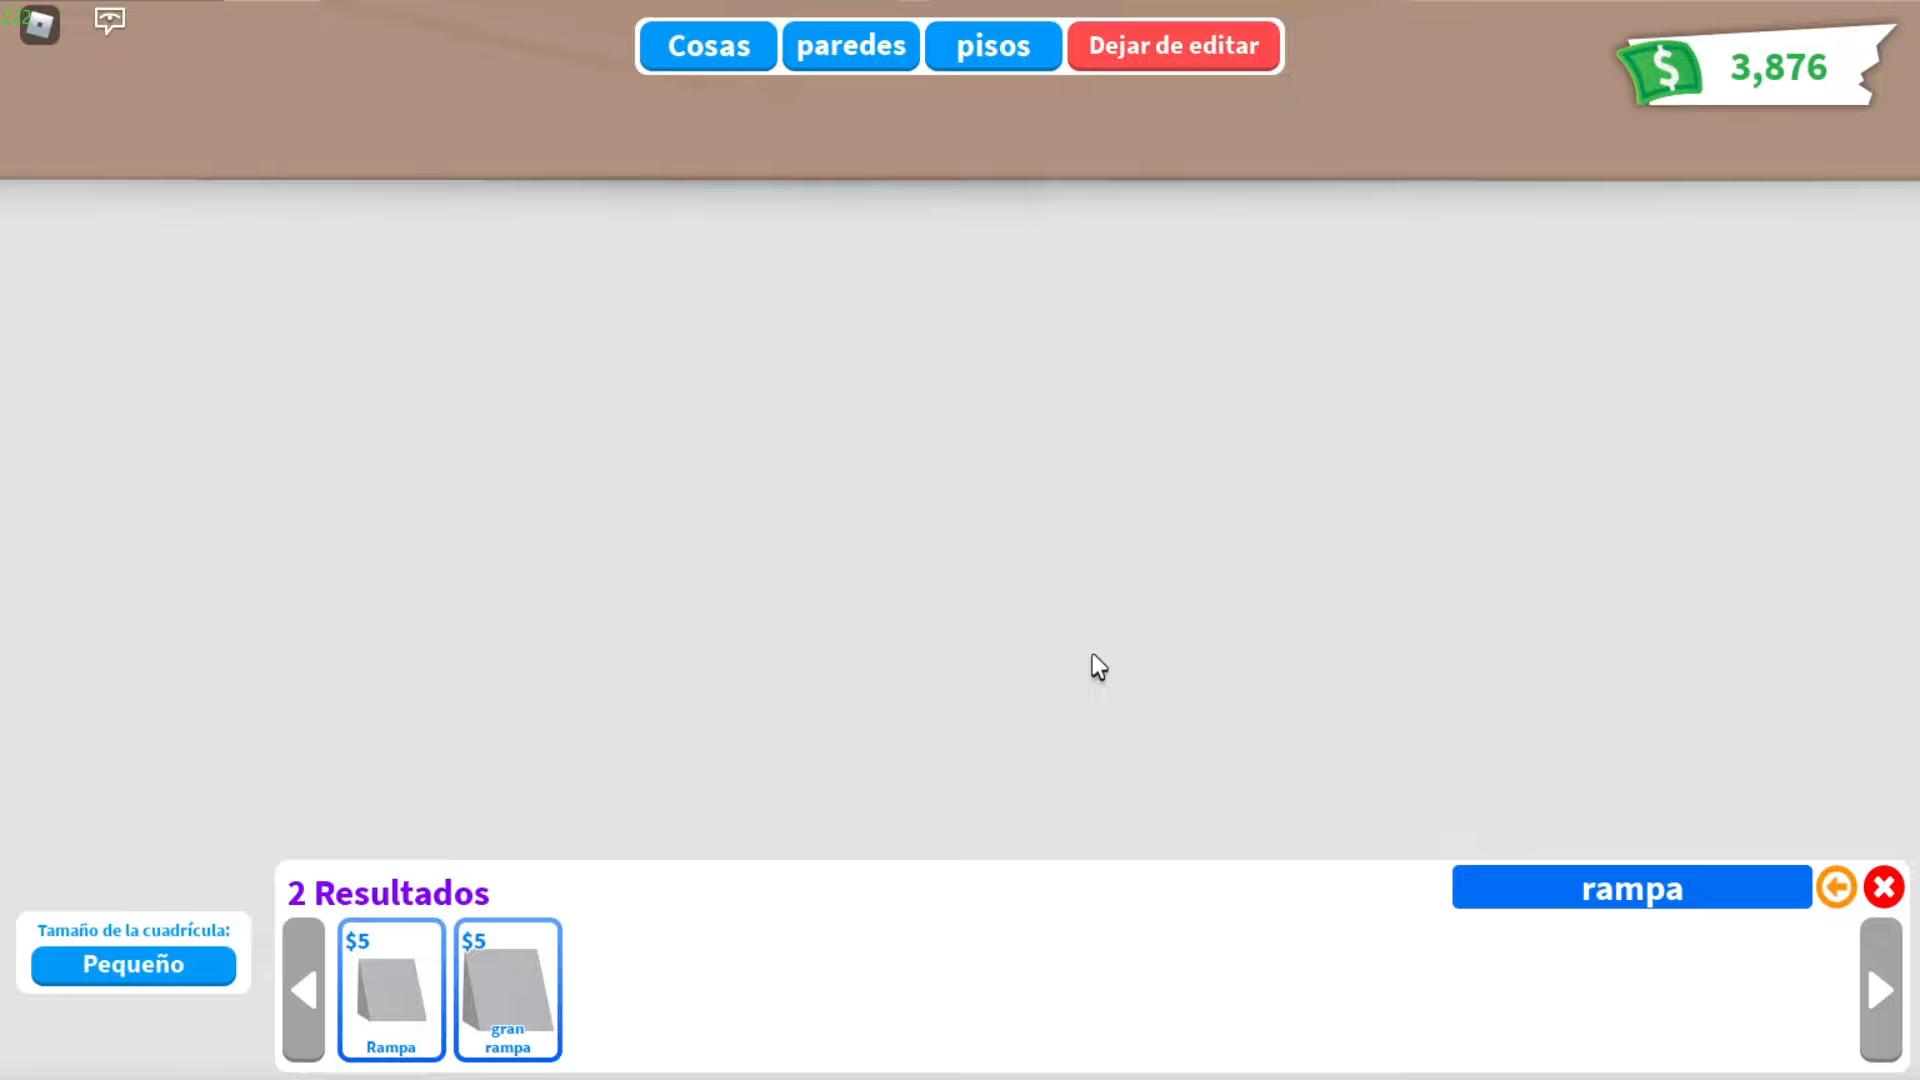 222
Cosas paredes pisos Dejar de editar
$ 3,876
2 Resultados
rampa
Tamaño de la cuadrícula:
Pequeño
$5
Rampa
$5
gran
rampa